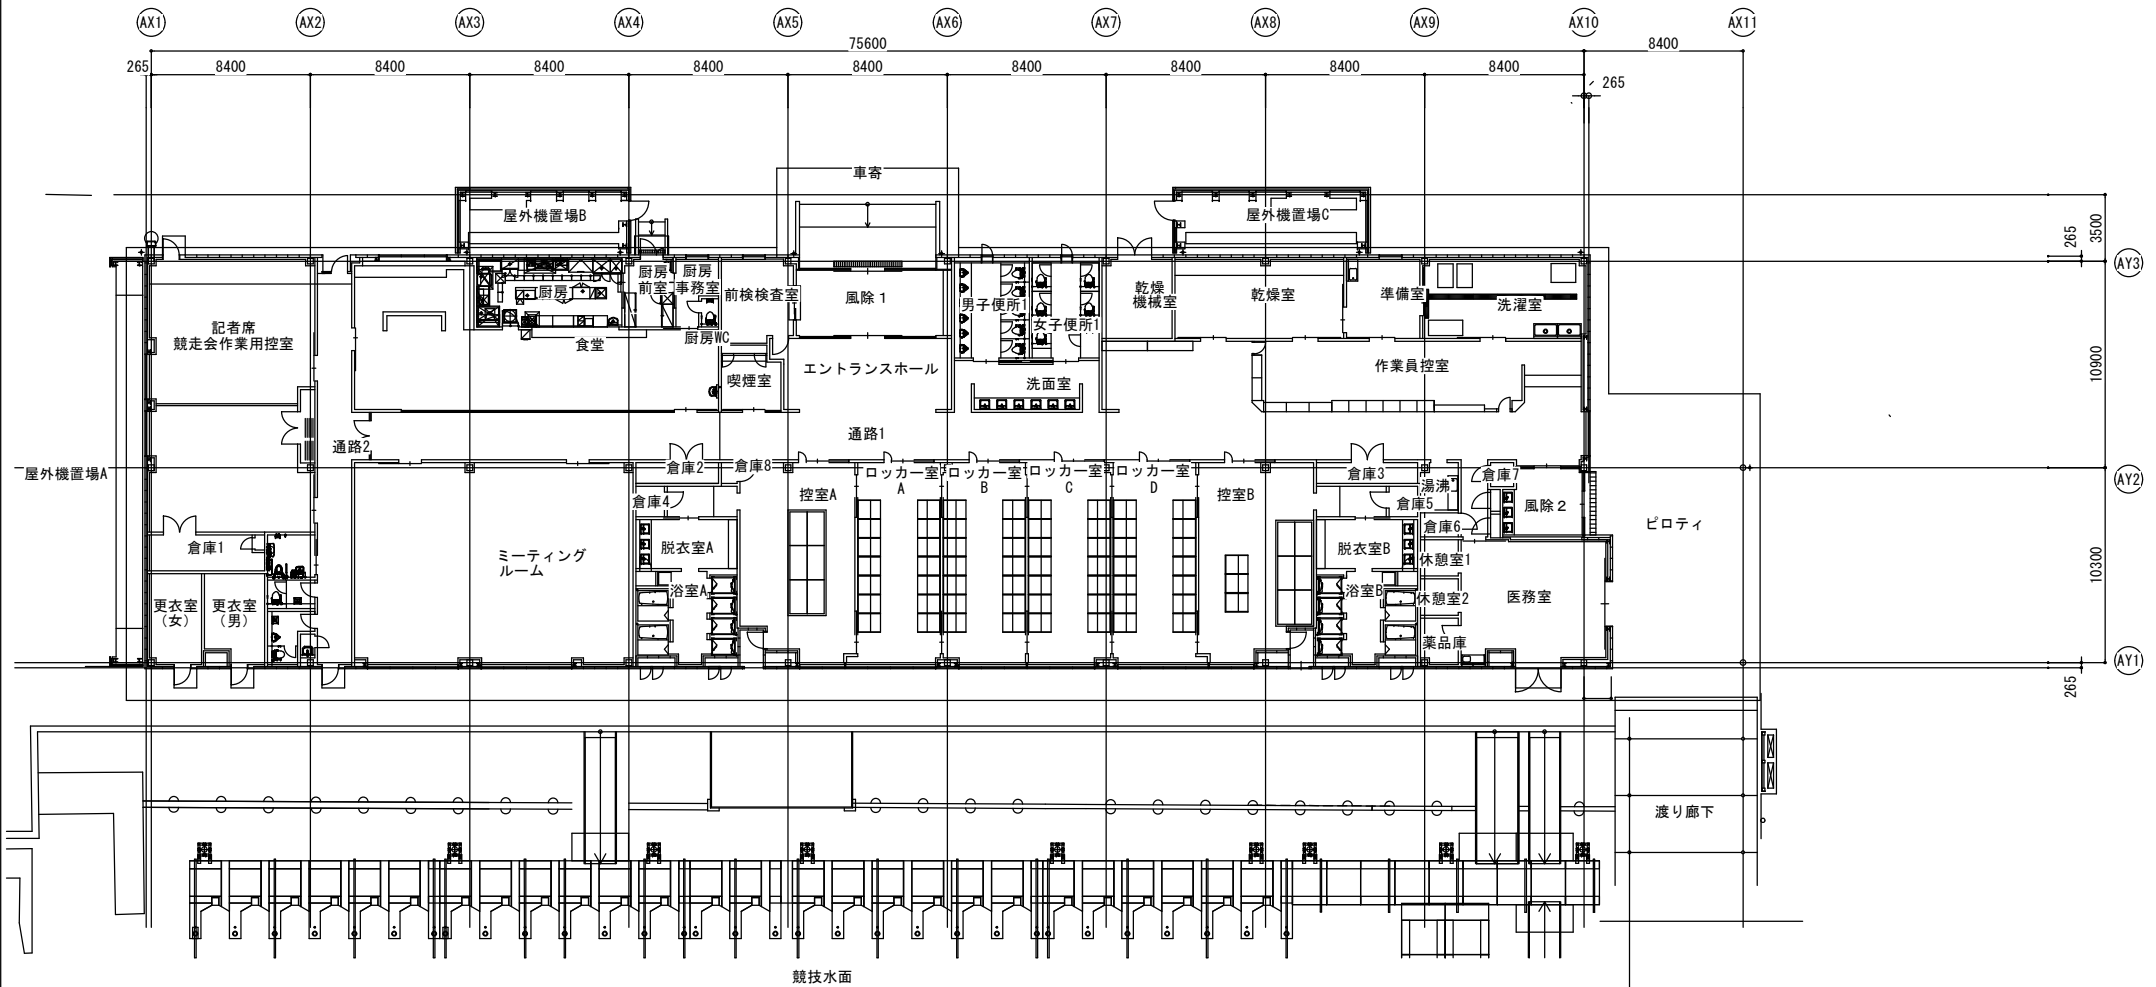 AX1 AX2 AX3 AX4 AX5 AX6 AX7 AX8 AX9 AX10 AX11
75600 8400
265 8400 8400 8400 8400 8400 8400 8400 8400 8400
265
車寄
屋外機置場B
屋外機置場C
3500
265
AY3
記者席
競走会作業用控室
厨房
厨房
前室
厨房
事務室
厨房WC
食堂
前検検査室
喫煙室
風除1
エントランスホール
男子便所1
女子便所1
洗面室
乾燥
機械室
乾燥室
準備室
洗濯室
作業員控室
10900
通路2
通路1
屋外機置場A
倉庫2
倉庫8
ロッカー室
A
ロッカー室
B
ロッカー室
C
ロッカー室
D
倉庫3
湯沸
倉庫7
AY2
倉庫4
控室A
控室B
倉庫5
倉庫6
風除2
ピロティ
倉庫1
ミーティング
ルーム
脱衣室A
脱衣室B
休憩室1
10300
更衣室
(女)
更衣室
(男)
浴室A
浴室B
休憩室2
医務室
薬品庫
AY1
265
渡り廊下
競技水面